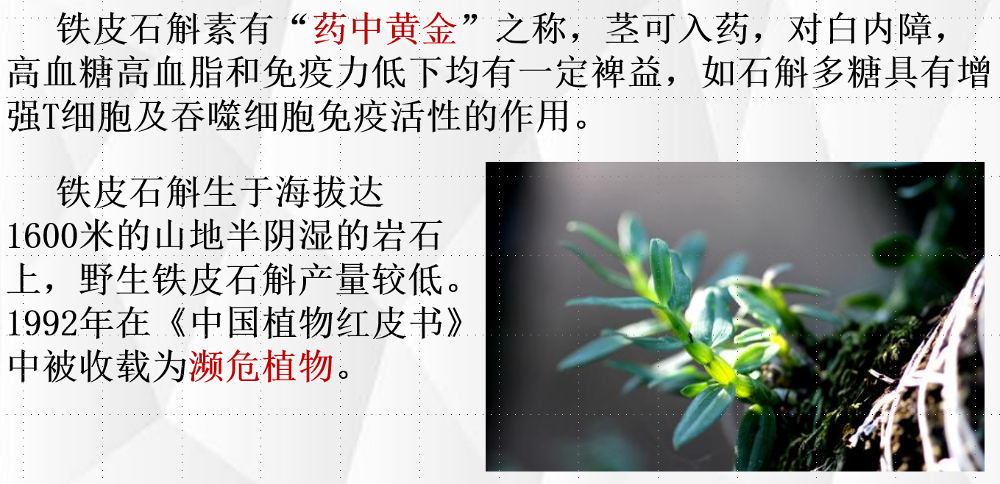 铁皮石斛素有“药中黄金”之称，茎可入药，对白内障，
高血糖高血脂和免疫力低下均有一定裨益，如石斛多糖具有增
强T细胞及吞噬细胞免疫活性的作用。
铁皮石斛生于海拔达
1600米的山地半阴湿的岩石
上，野生铁皮石斛产量较低。
1992年在《中国植物红皮书》
中被收载为濒危植物。